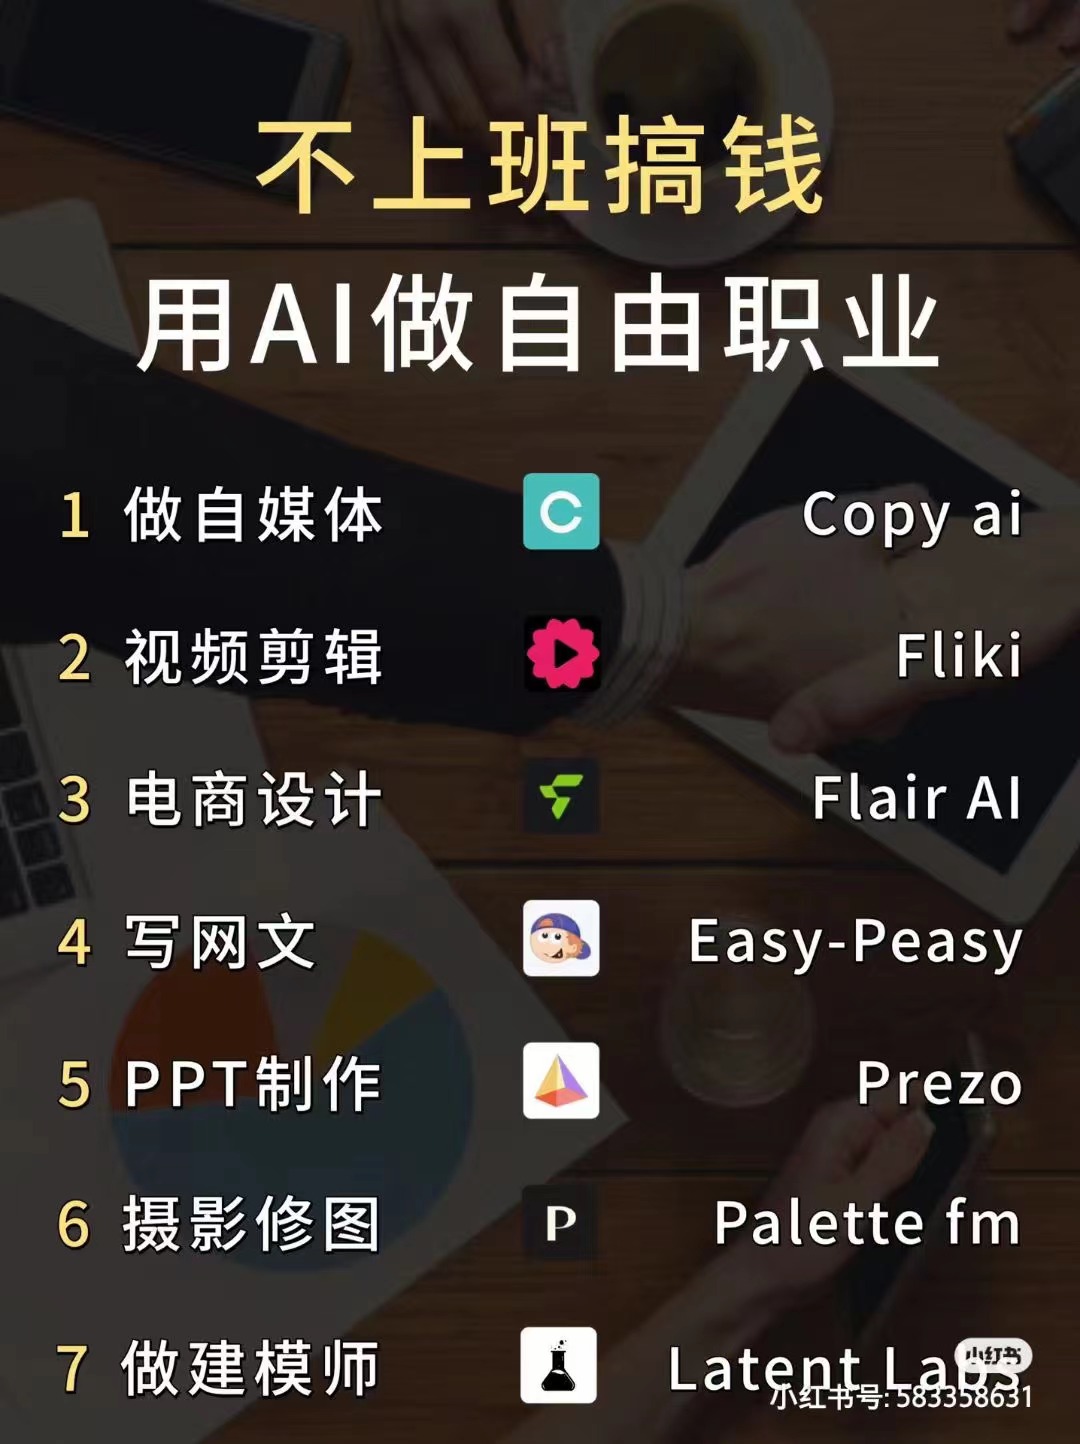 不上班搞钱
用AI做自由职业
1 做自媒体 C Copy ai
2 视频剪辑 Fliki
3 电商设计 Flair AI
4 写网文 Easy-Peasy
5 PPT制作 Prezo
6 摄影修图 P Palette fm
7 做建模师 Latent Labs
小红书
小红书号: 583358631